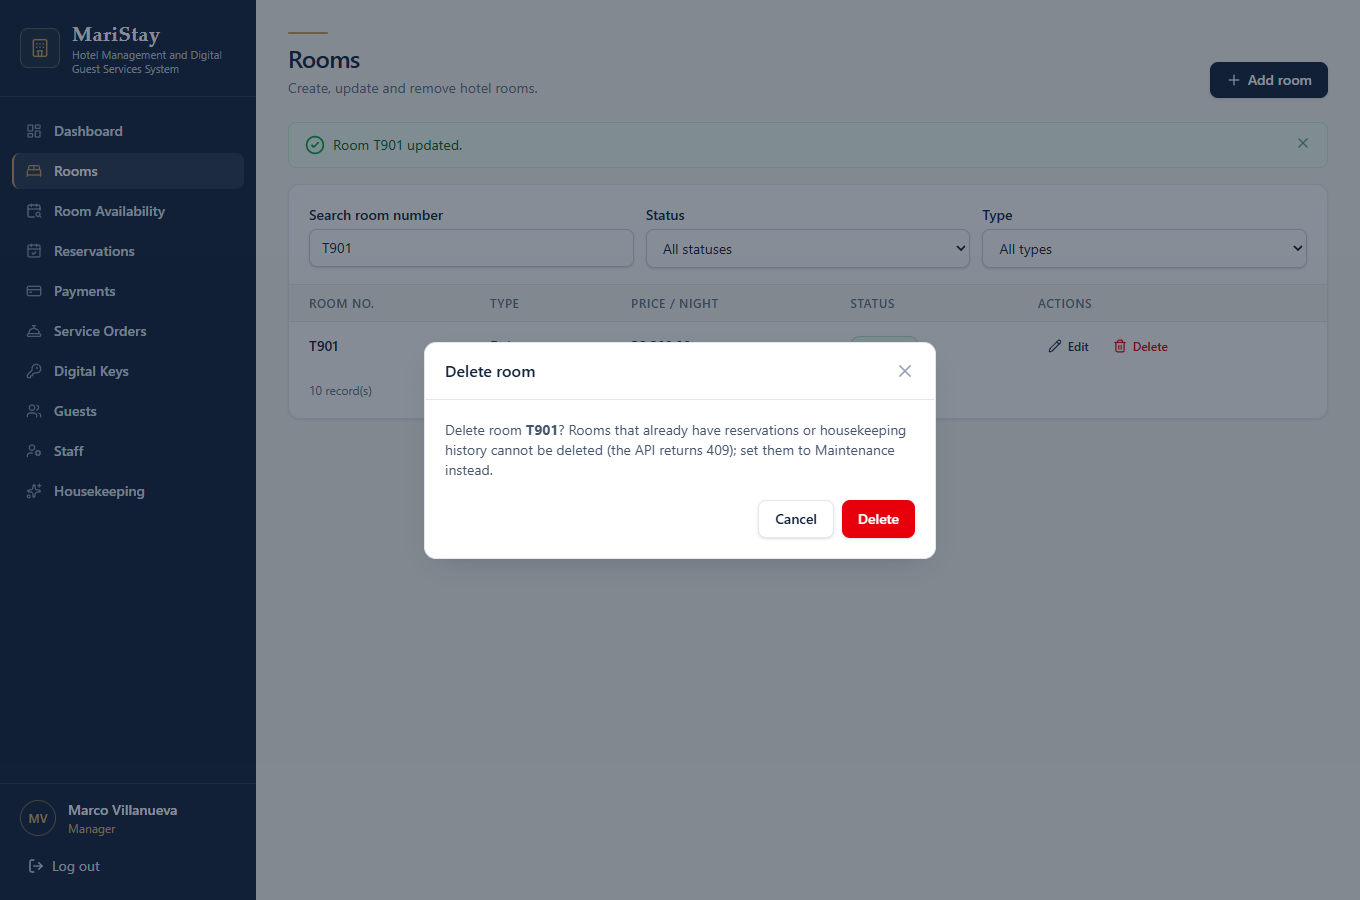 MariStay
Hotel Management and Digital
Guest Services System
Dashboard
Rooms
Room Availability
Reservations
Payments
Service Orders
Digital Keys
Guests
Staff
Housekeeping
MV
Marco Villanueva
Manager
Log out
Rooms
Create, update and remove hotel rooms.
Add room
Room T901 updated.
Search room number
Status
Type
T901
All statuses
All types
ROOM NO.
TYPE
PRICE / NIGHT
STATUS
ACTIONS
T901
Edit
Delete
10 record(s)
Delete room
Delete room T901? Rooms that already have reservations or housekeeping
history cannot be deleted (the API returns 409); set them to Maintenance
instead.
Cancel
Delete